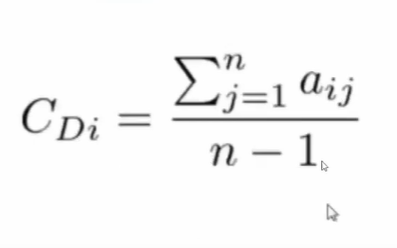 C_{Di} = \frac{\sum_{j=1}^{n} a_{ij}}{n-1}